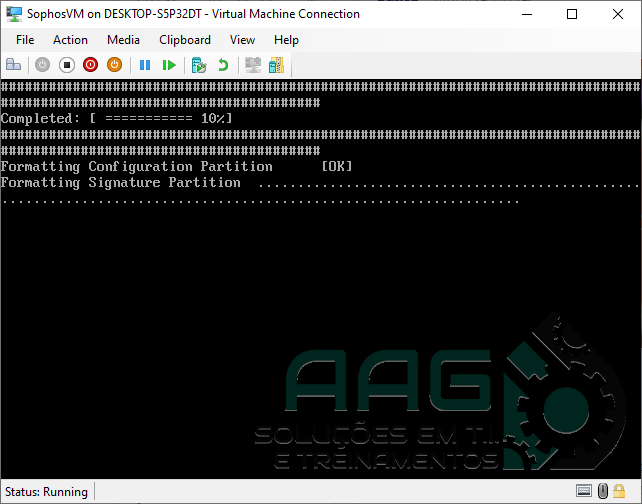 SophosVM on DESKTOP-S5P32DT - Virtual Machine Connection
File Action Media Clipboard View Help
################################################################################
########################################
Completed: [ =========== 10%]
################################################################################
########################################
Formatting Configuration Partition [OK]
Formatting Signature Partition ................................................
.................................................................
AAG
SOLUÇÕES EM T.I.
E TREINAMENTOS
Status: Running